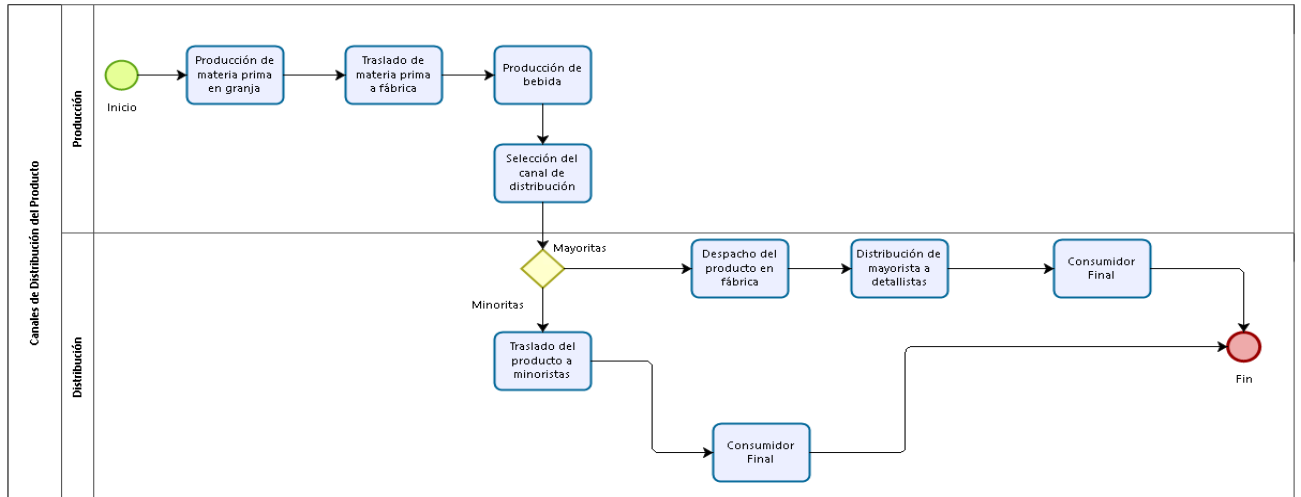 Canales de Distribución del Producto
Producción
Inicio
Producción de
materia prima
en granja
Traslado de
materia prima
a fábrica
Producción de
bebida
Selección del
canal de
distribución
Distribución
Mayoritas
Minoritas
Despacho del
producto en
fábrica
Distribución de
mayorista a
detallistas
Consumidor
Final
Traslado del
producto a
minoristas
Consumidor
Final
Fin